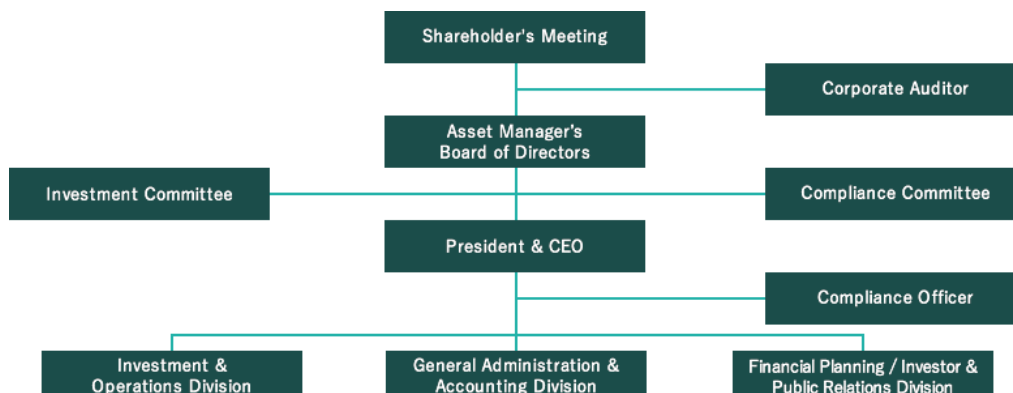 Shareholder's Meeting
Corporate Auditor
Asset Manager's
Board of Directors
Investment Committee
Compliance Committee
President & CEO
Compliance Officer
Investment &
Operations Division
General Administration &
Accounting Division
Financial Planning / Investor &
Public Relations Division